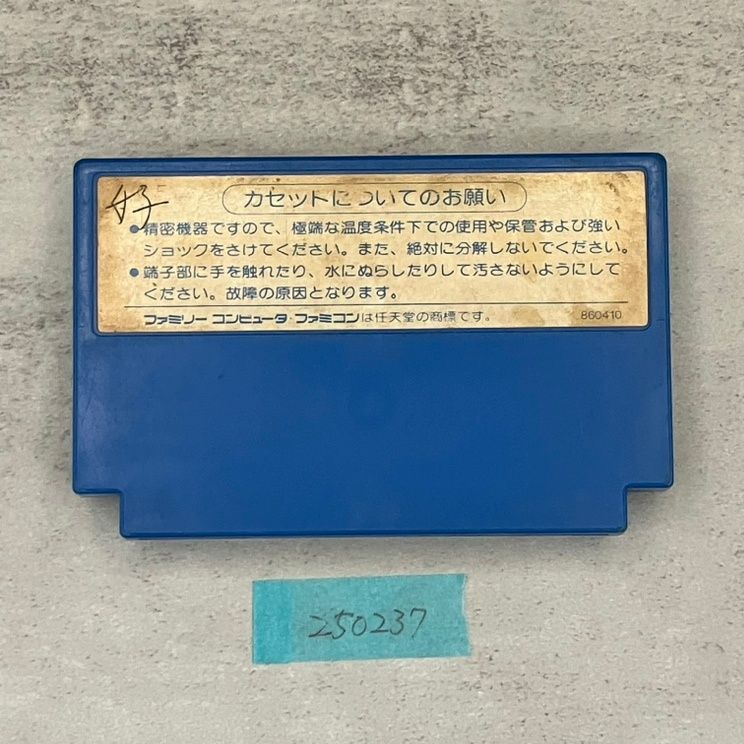 好
カセットについてのお願い
●精密機器ですので、極端な温度条件下での使用や保管および強い
ショックをさけてください。また、絶対に分解しないでください。
●端子部に手を触れたり、水にぬらしたりして汚さないようにして
ください。故障の原因となります。
ファミリーコンピュータ・ファミコンは任天堂の商標です。 860410
250237